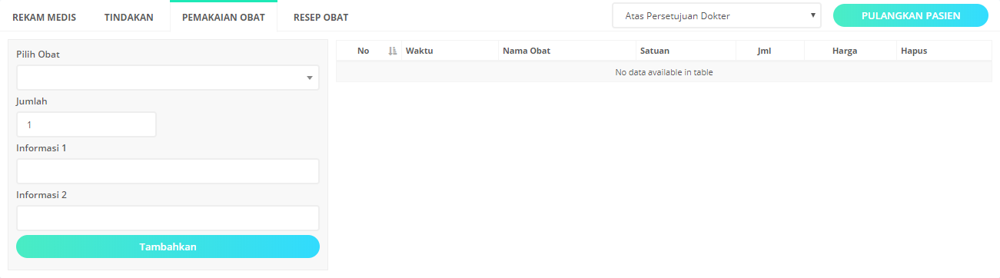 REKAM MEDIS TINDAKAN PEMAKAIAN OBAT RESEP OBAT Atas Persetujuan Dokter PULANGKAN PASIEN
Pilih Obat
Jumlah
1
Informasi 1
Informasi 2
Tambahkan
No Waktu Nama Obat Satuan Jml Harga Hapus
No data available in table